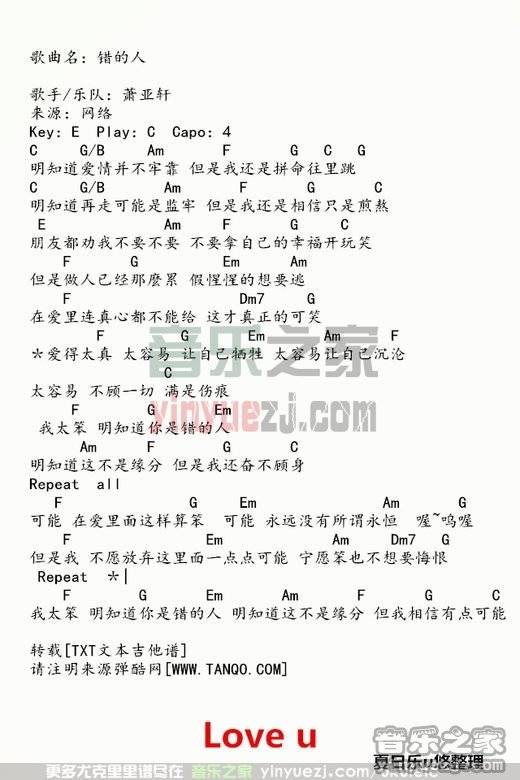 歌曲名: 错的人
歌手/乐队: 萧亚轩
来源: 网络
Key: E Play: C Capo: 4
C G/B Am F G C G
明知道爱情并不牢靠 但是我还是拼命往里跳
C G/B Am F G C
明知道再走可能是监牢 但是我还是相信只是煎熬
E Am F G C
朋友都劝我不要不要 不要拿自己的幸福开玩笑
F G Em Am
但是做人已经那麼累 假惺惺的想要逃
F Dm7 G
在爱里连真心都不能给 这才真正的可笑
F G Em Am F
*爱得太真 太容易 让自己牺牲 太容易让自己沉沦
C
太容易 不顾一切 满是伤痕
F G Em
我太笨 明知道你是错的人
Am F G C
明知道这不是缘分 但是我还奋不顾身
Repeat all
F G Em Am G
可能 在爱里面这样算笨 可能 永远没有所谓永恒 喔~呜喔
F G Em Am Dm7 G
但是我 不愿放弃这里面一点点可能 宁愿笨也不想要悔恨
Repeat *|
F G Em Am F G C
我太笨 明知道你是错的人 明知道这不是缘分 但我相信有点可能
转载[TXT文本吉他谱]
请注明来源弹酷网[WWW.TANQO.COM]
音乐之家
yinyuezj.com
Love u
音乐之家
夏日乐u悠整理
更多尤克里里谱尽在 音乐之家 yinyuezj.com